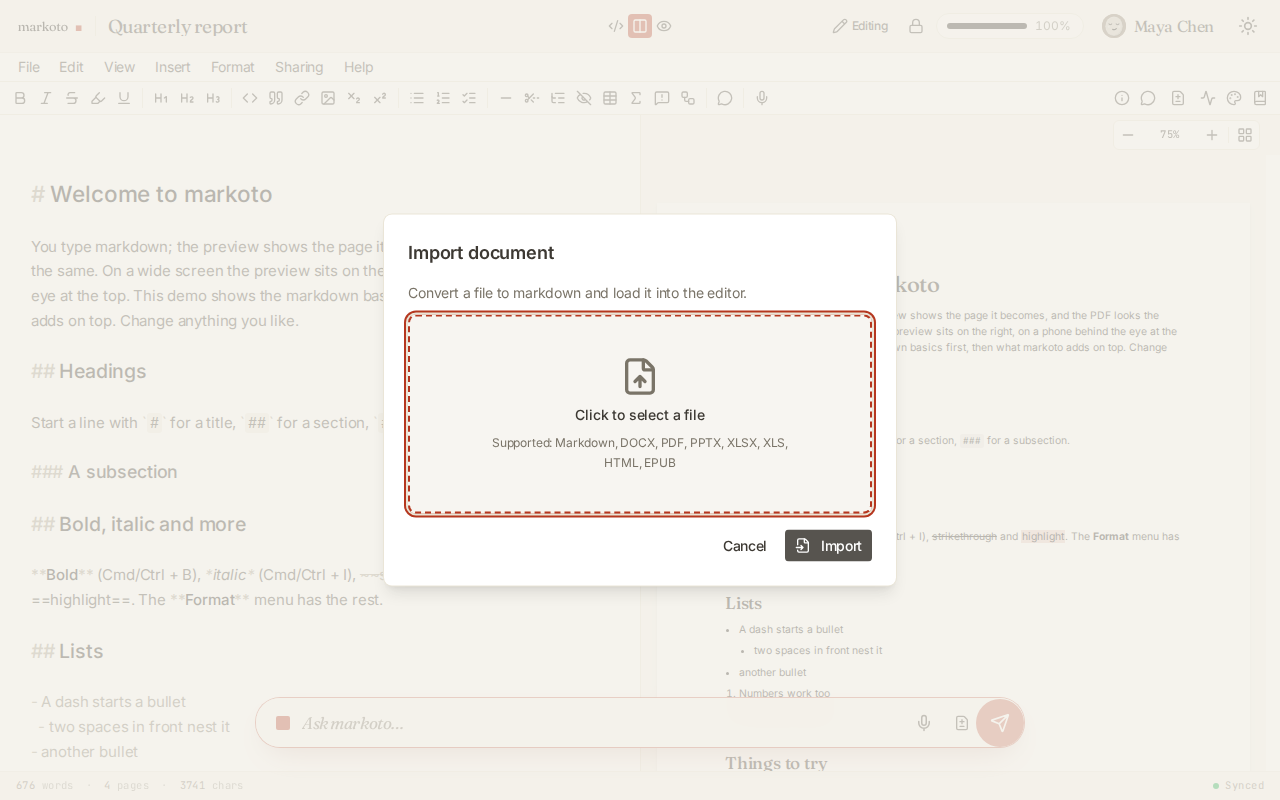 markoto
Quarterly report
Editing
100%
Maya Chen
File Edit View Insert Format Sharing Help
H1 H2 H3
75%
# Welcome to markoto
You type markdown; the preview shows the page it
the same. On a wide screen the preview sits on the
eye at the top. This demo shows the markdown bas
adds on top. Change anything you like.
## Headings
Start a line with `#` for a title, `##` for a section, `
### A subsection
## Bold, italic and more
**Bold** (Cmd/Ctrl + B), *italic* (Cmd/Ctrl + I), ~~s
==highlight==. The **Format** menu has the rest.
## Lists
- A dash starts a bullet
- two spaces in front nest it
- another bullet
Import document
Convert a file to markdown and load it into the editor.
Click to select a file
Supported: Markdown, DOCX, PDF, PPTX, XLSX, XLS,
HTML, EPUB
Cancel
Import
koto
w shows the page it becomes, and the PDF looks the
preview sits on the right, on a phone behind the eye at the
wn basics first, then what markoto adds on top. Change
or a section, ### for a subsection.
trl + I), strikethrough and highlight. The Format menu has
Lists
• A dash starts a bullet
• two spaces in front nest it
• another bullet
1. Numbers work too
Things to try
Ask markoto...
676 words · 4 pages · 3741 chars
Synced